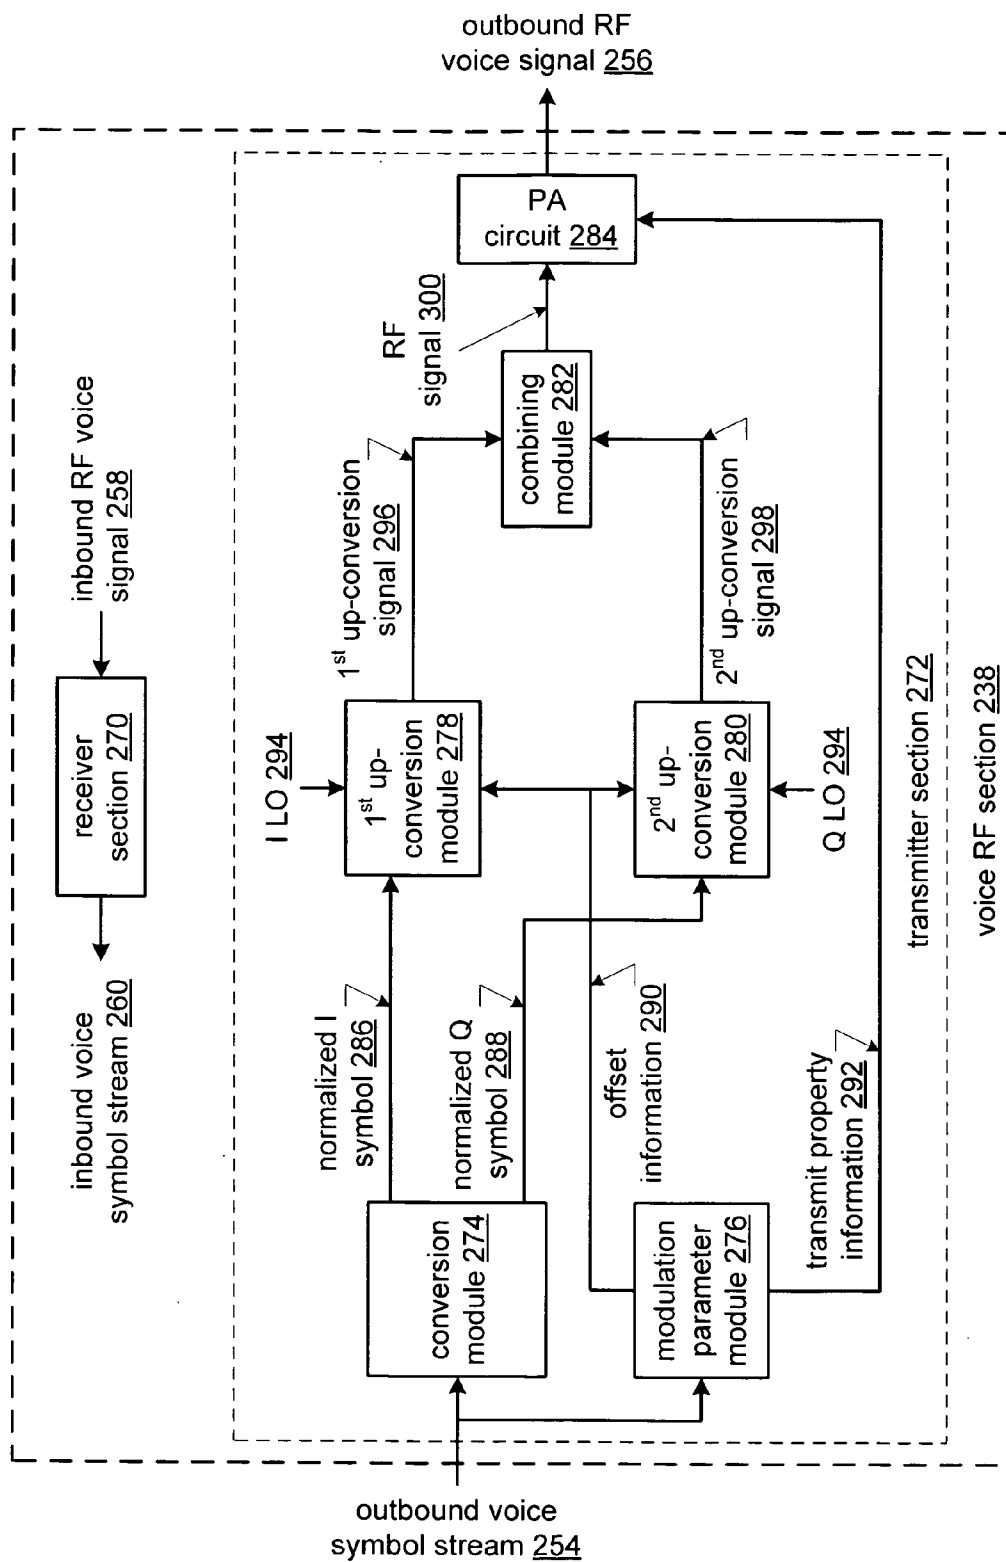 outbound RF
voice signal 256
PA
circuit 284
RF
signal 300
combining
module 282
inbound RF voice
signal 258
receiver
section 270
inbound voice
symbol stream 260
1st up-conversion
signal 296
2nd up-conversion
signal 298
I LO 294
1st up-
conversion
module 278
2nd up-
conversion
module 280
Q LO 294
normalized I
symbol 286
normalized Q
symbol 288
offset
information 290
transmit property
information 292
conversion
module 274
modulation
parameter
module 276
transmitter section 272
voice RF section 238
outbound voice
symbol stream 254